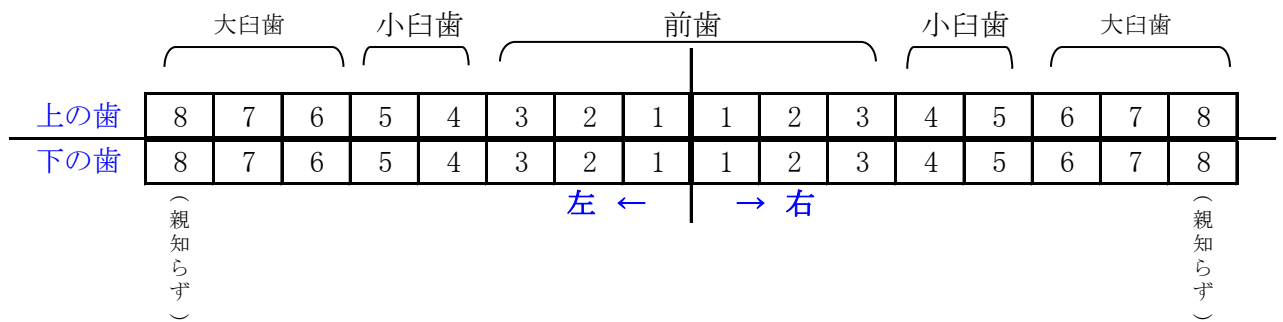 大臼歯 小臼歯 前歯 小臼歯 大臼歯
上の歯 8 7 6 5 4 3 2 1 1 2 3 4 5 6 7 8
下の歯 8 7 6 5 4 3 2 1 1 2 3 4 5 6 7 8
左 ← → 右
（親知らず） （親知らず）